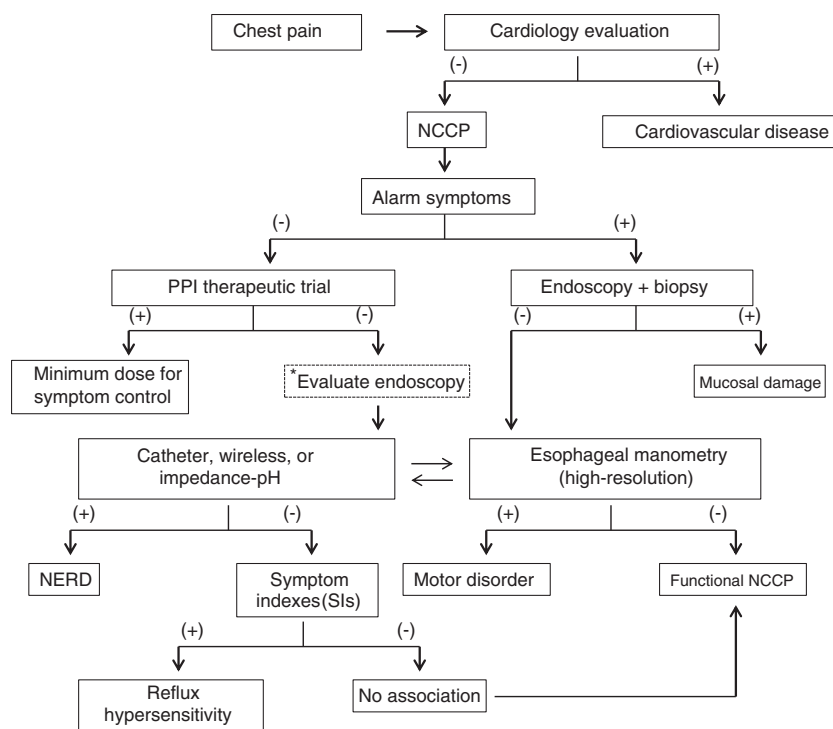 Chest pain
Cardiology evaluation
(-)
(+)
NCCP
Cardiovascular disease
Alarm symptoms
(-)
(+)
PPI therapeutic trial
Endoscopy + biopsy
(+)
(-)
(-)
(+)
Minimum dose for
symptom control
*Evaluate endoscopy
Mucosal damage
Catheter, wireless, or
impedance-pH
Esophageal manometry
(high-resolution)
(+)
(-)
(+)
(-)
NERD
Symptom
indexes(SIs)
Motor disorder
Functional NCCP
(+)
(-)
Reflux
hypersensitivity
No association